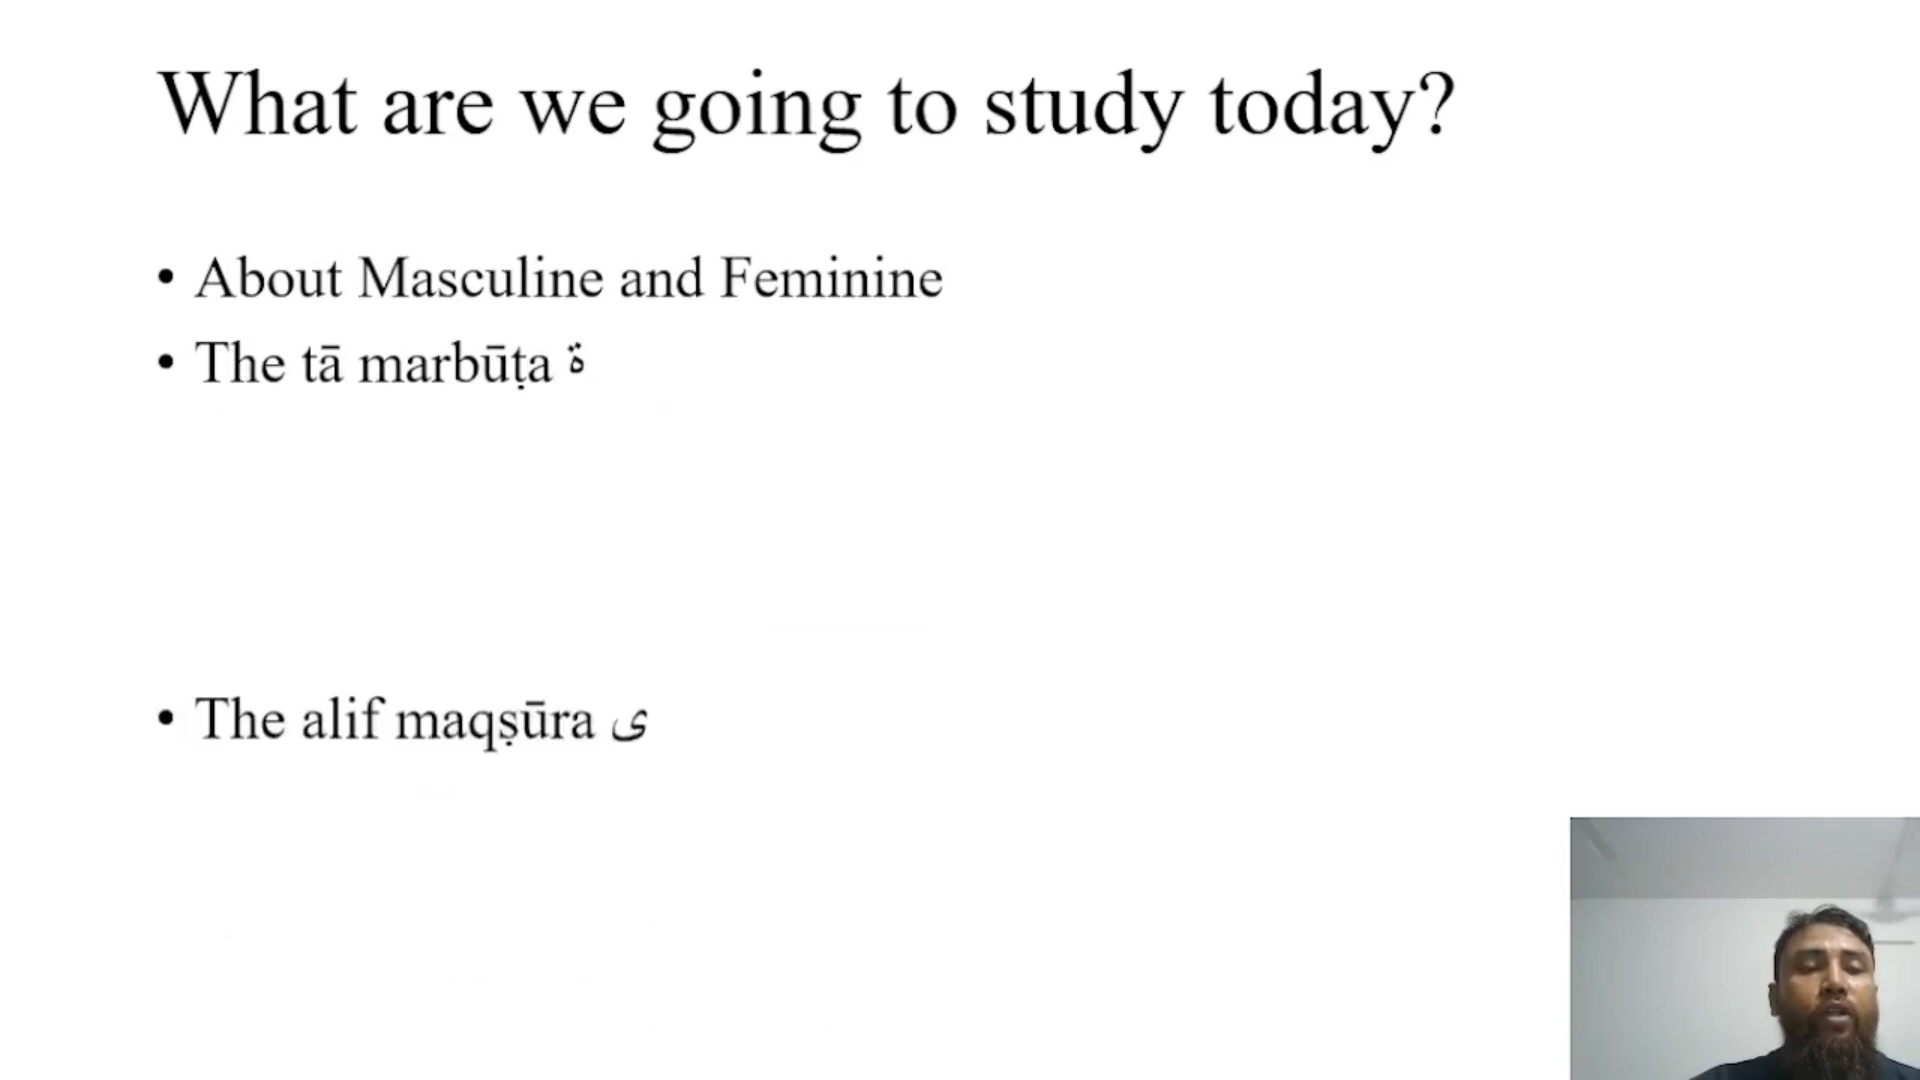 What are we going to study today?
• About Masculine and Feminine
• The tā marbūṭa ة
• The alif maqṣūra ى